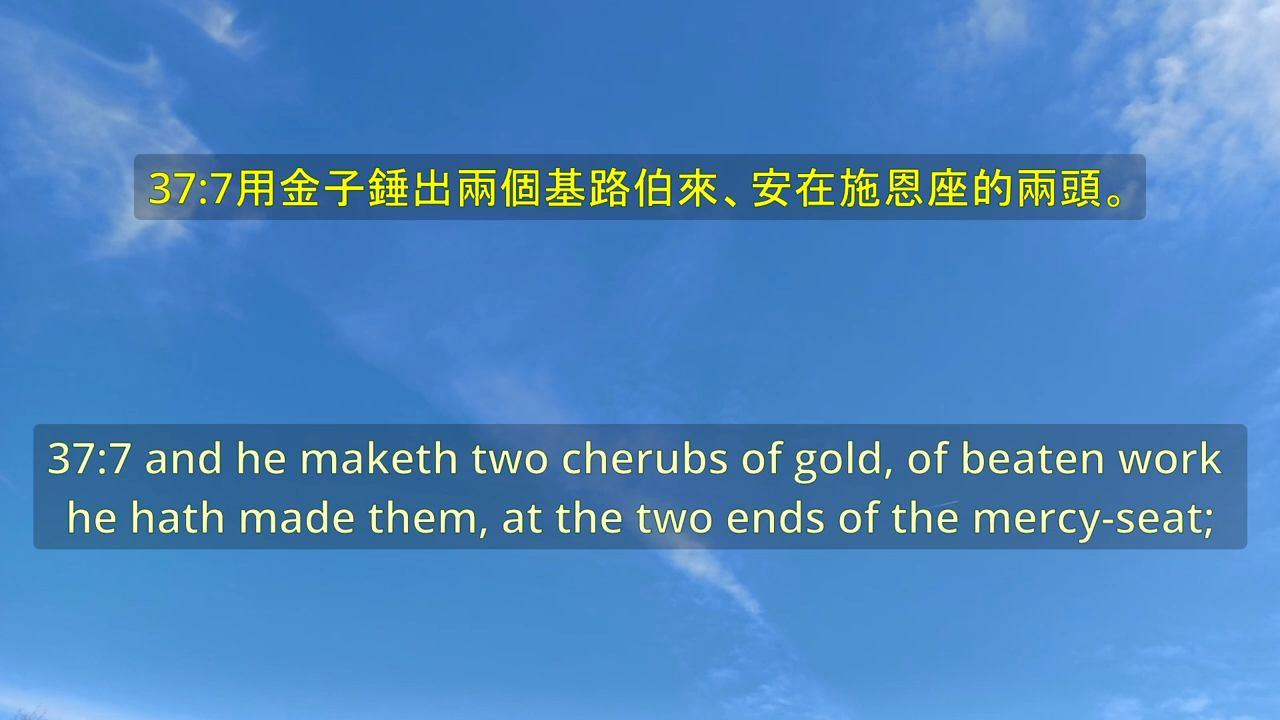 37:7用金子錘出兩個基路伯來、安在施恩座的兩頭。
37:7 and he maketh two cherubs of gold, of beaten work
he hath made them, at the two ends of the mercy-seat;